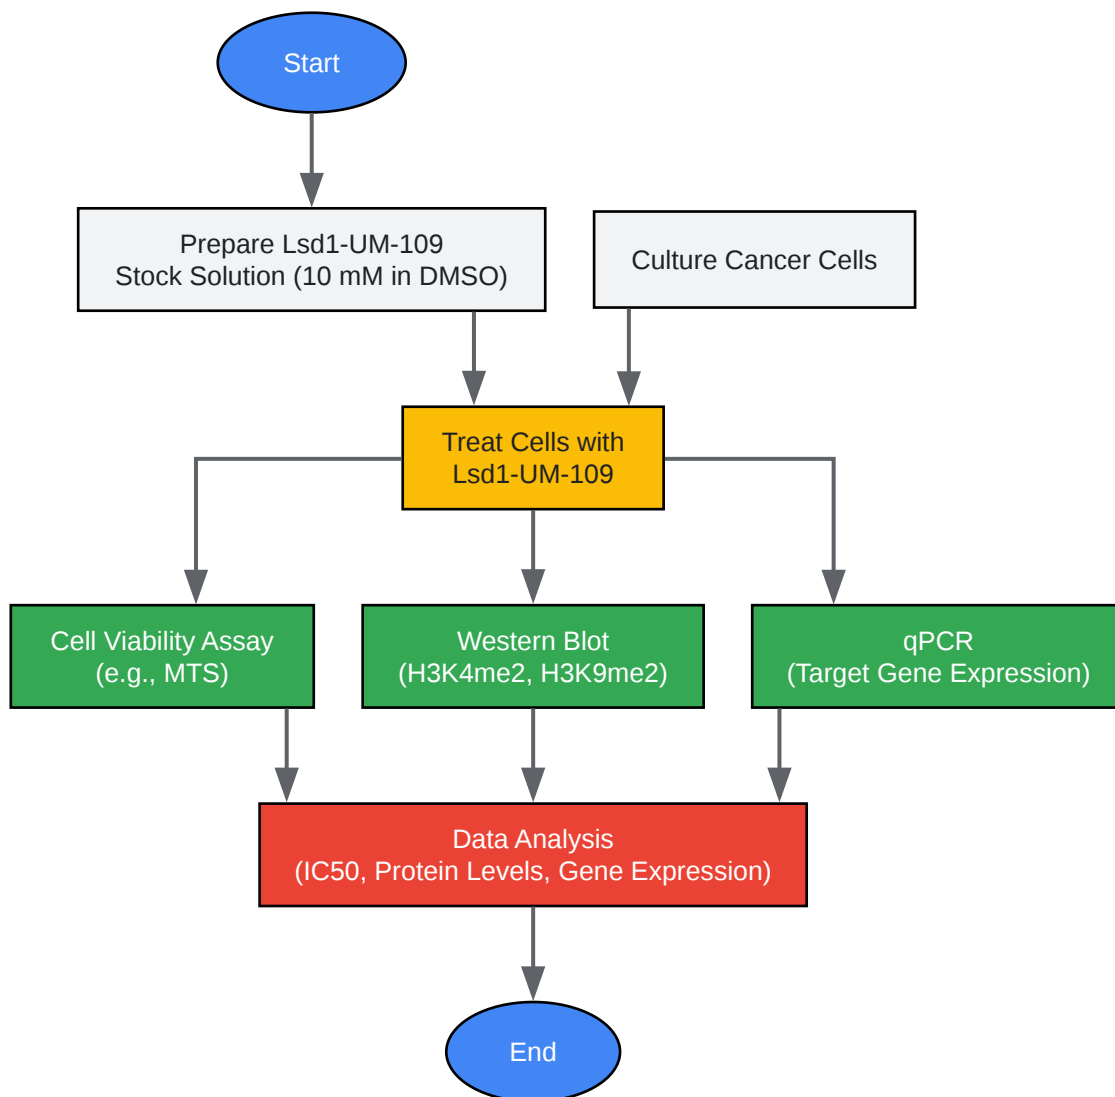 Start
Prepare Lsd1-UM-109
Stock Solution (10 mM in DMSO)
Culture Cancer Cells
Treat Cells with
Lsd1-UM-109
Cell Viability Assay
(e.g., MTS)
Western Blot
(H3K4me2, H3K9me2)
qPCR
(Target Gene Expression)
Data Analysis
(IC50, Protein Levels, Gene Expression)
End